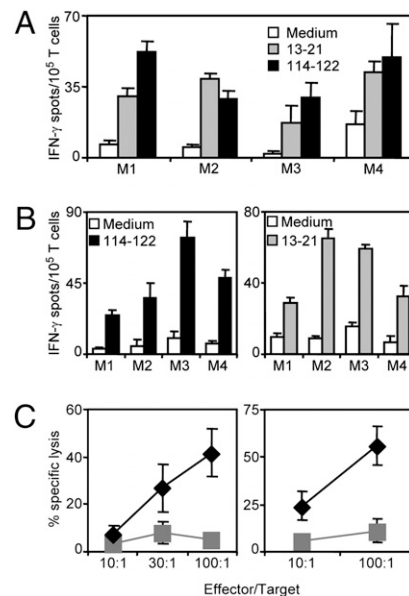 A
IFN-γ spots/10⁵ T cells
70
35
0
Medium
13-21
114-122
M1 M2 M3 M4
B
IFN-γ spots/10⁵ T cells
90
45
0
Medium
114-122
M1 M2 M3 M4
80
40
0
Medium
13-21
M1 M2 M3 M4
C
% specific lysis
60
40
20
0
10:1 30:1 100:1
75
50
25
0
10:1 100:1
Effector/Target